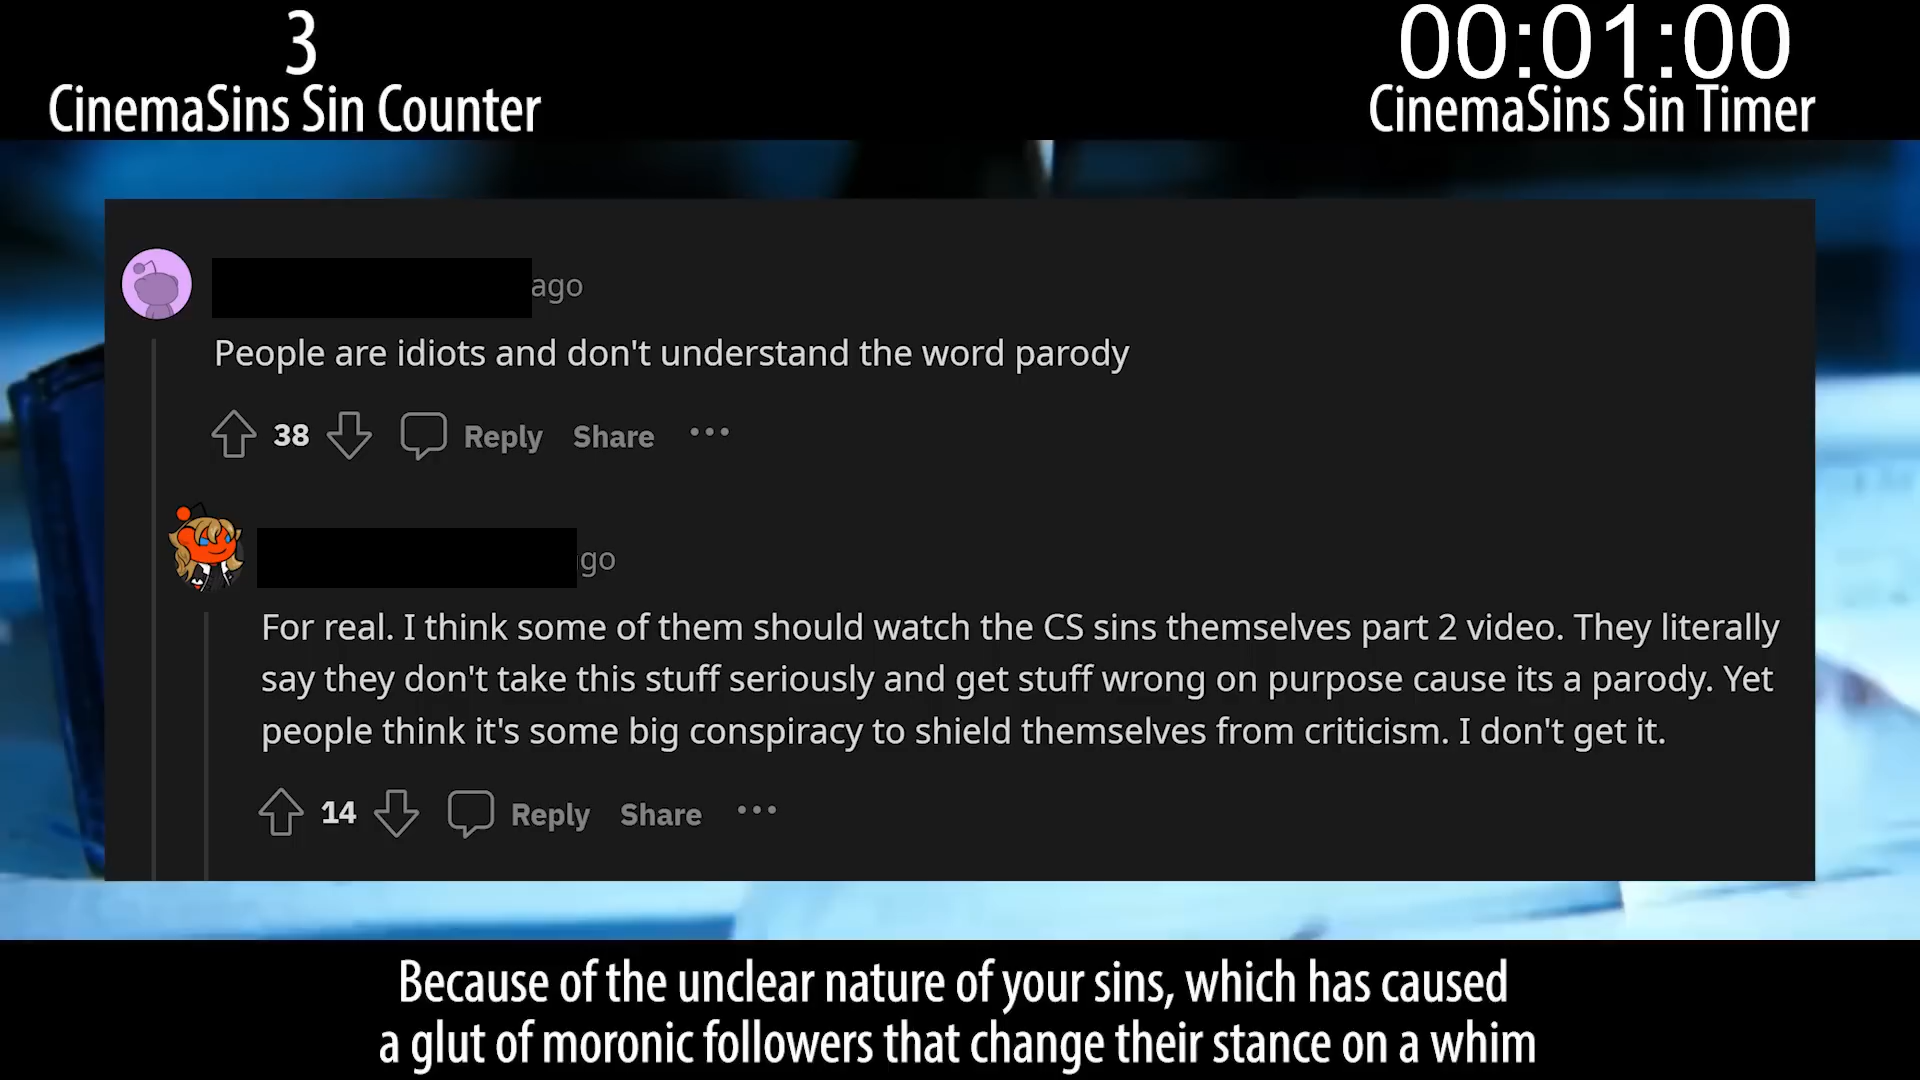 3
CinemaSins Sin Counter
00:01:00
CinemaSins Sin Timer
ago
People are idiots and don't understand the word parody
38 Reply Share ...
go
For real. I think some of them should watch the CS sins themselves part 2 video. They literally
say they don't take this stuff seriously and get stuff wrong on purpose cause its a parody. Yet
people think it's some big conspiracy to shield themselves from criticism. I don't get it.
14 Reply Share ...
Because of the unclear nature of your sins, which has caused
a glut of moronic followers that change their stance on a whim